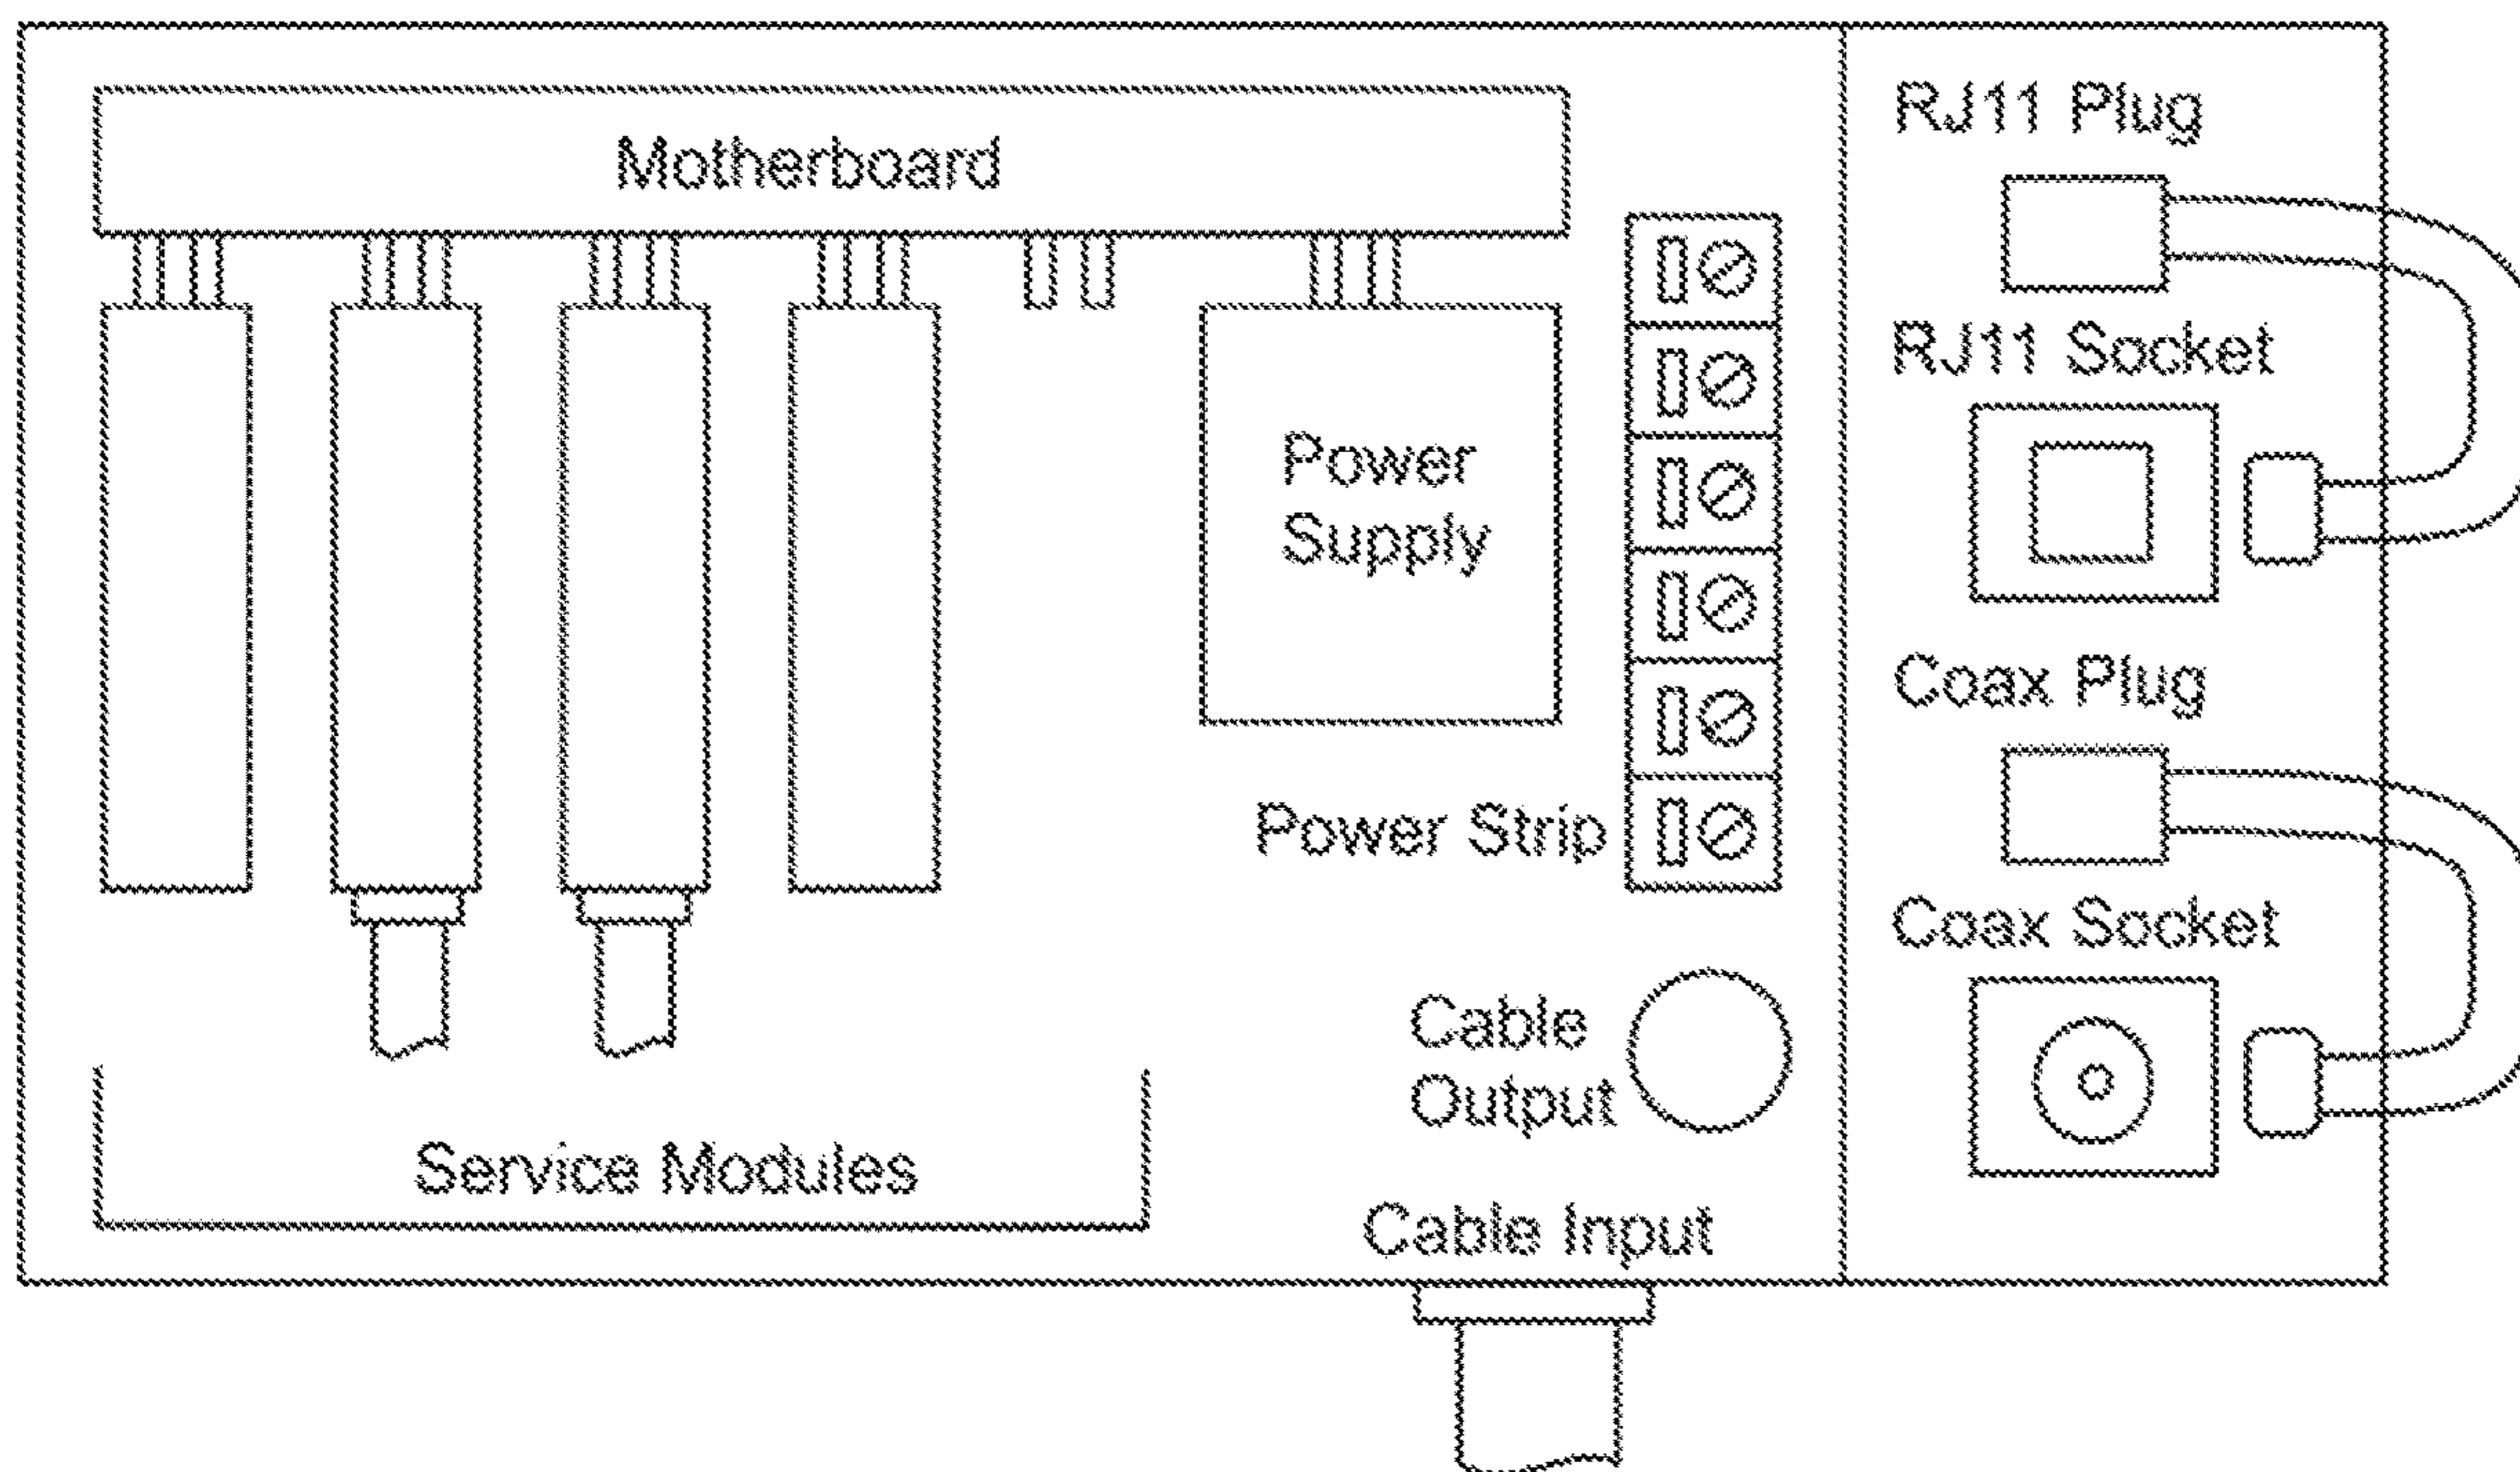 Motherboard
RJ11 Plug
RJ11 Socket
Power
Supply
Coax Plug
Power Strip
Coax Socket
Cable
Output
Service Modules
Cable Input